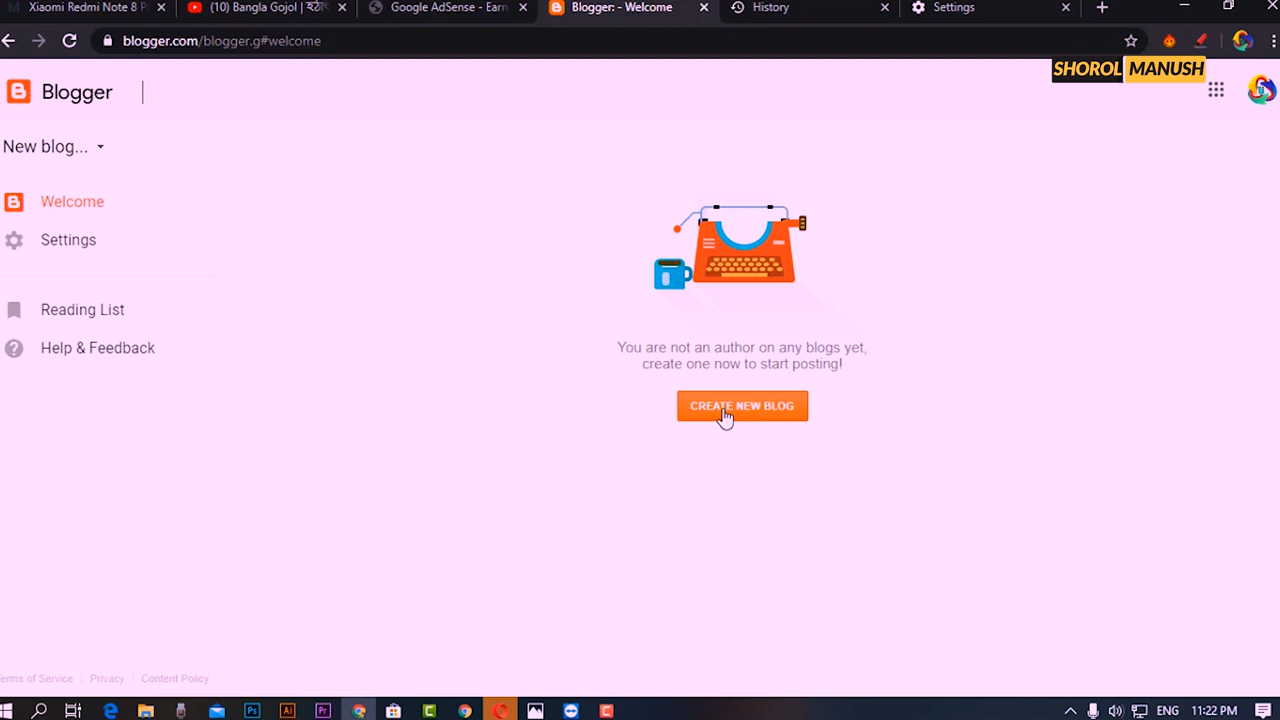 Xiaomi Redmi Note 8 P
(10) Bangla Gojol |
Google AdSense - Earn
Blogger: - Welcome
History
Settings
blogger.com/blogger.g#welcome
SHOROL MANUSH
Blogger
New blog...
Welcome
Settings
Reading List
Help & Feedback
You are not an author on any blogs yet,
create one now to start posting!
CREATE NEW BLOG
Terms of Service | Privacy | Content Policy
Ps Ai Pr
ENG 11:22 PM